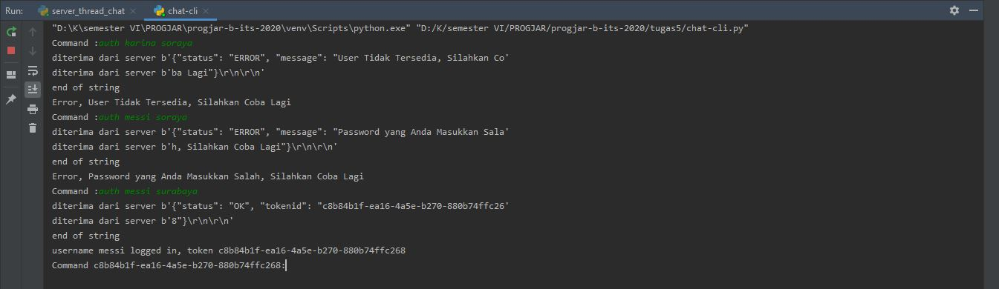 Run: server_thread_chat chat-cli
"D:\K\semester VI\PROGJAR\progjar-b-its-2020\venv\Scripts\python.exe" "D:/K/semester VI/PROGJAR/progjar-b-its-2020/tugas5/chat-cli.py"
Command :auth karina soraya
diterima dari server b'{"status": "ERROR", "message": "User Tidak Tersedia, Silahkan Co'
diterima dari server b'ba Lagi"}\r\n\r\n'
end of string
Error, User Tidak Tersedia, Silahkan Coba Lagi
Command :auth messi soraya
diterima dari server b'{"status": "ERROR", "message": "Password yang Anda Masukkan Sala'
diterima dari server b'h, Silahkan Coba Lagi"}\r\n\r\n'
end of string
Error, Password yang Anda Masukkan Salah, Silahkan Coba Lagi
Command :auth messi surabaya
diterima dari server b'{"status": "OK", "tokenid": "c8b84b1f-ea16-4a5e-b270-880b74ffc26'
diterima dari server b'8"}\r\n\r\n'
end of string
username messi logged in, token c8b84b1f-ea16-4a5e-b270-880b74ffc268
Command c8b84b1f-ea16-4a5e-b270-880b74ffc268: